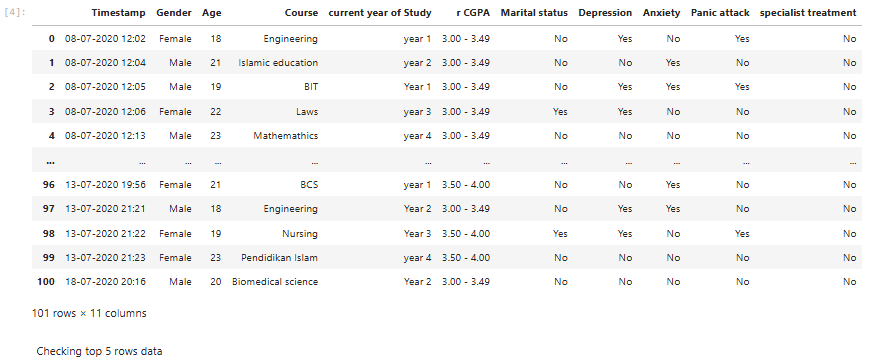 [4]:
Timestamp Gender Age Course current year of Study r CGPA Marital status Depression Anxiety Panic attack specialist treatment
0 08-07-2020 12:02 Female 18 Engineering year 1 3.00 - 3.49 No Yes No Yes No
1 08-07-2020 12:04 Male 21 Islamic education year 2 3.00 - 3.49 No No Yes No No
2 08-07-2020 12:05 Male 19 BIT Year 1 3.00 - 3.49 No Yes Yes Yes No
3 08-07-2020 12:06 Female 22 Laws year 3 3.00 - 3.49 Yes Yes No No No
4 08-07-2020 12:13 Male 23 Mathemathics year 4 3.00 - 3.49 No No No No No
... ... ... ... ... ... ... ... ... ... ... ...
96 13-07-2020 19:56 Female 21 BCS year 1 3.50 - 4.00 No No Yes No No
97 13-07-2020 21:21 Male 18 Engineering Year 2 3.00 - 3.49 No Yes Yes No No
98 13-07-2020 21:22 Female 19 Nursing Year 3 3.50 - 4.00 Yes Yes No Yes No
99 13-07-2020 21:23 Female 23 Pendidikan Islam year 4 3.50 - 4.00 No No No No No
100 18-07-2020 20:16 Male 20 Biomedical science Year 2 3.00 - 3.49 No No No No No
101 rows × 11 columns
Checking top 5 rows data